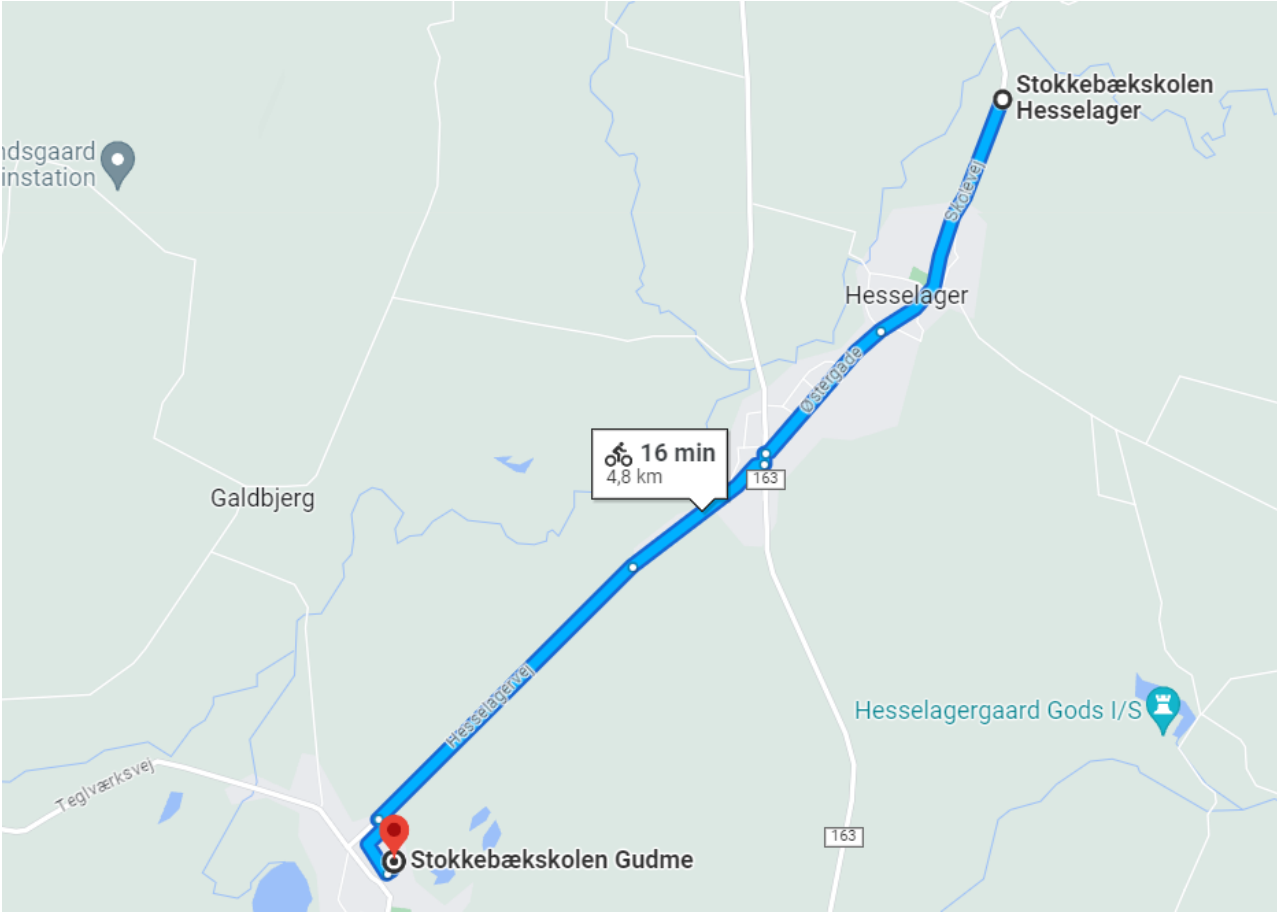 Stokkebækskolen
Hesselager
ndsgaard
instation
Skolevej
Hesselager
Østergade
16 min
4,8 km
163
Galdbjerg
Hesselagervej
Hesselagergaard Gods I/S
Teglværksvej
163
Stokkebækskolen Gudme